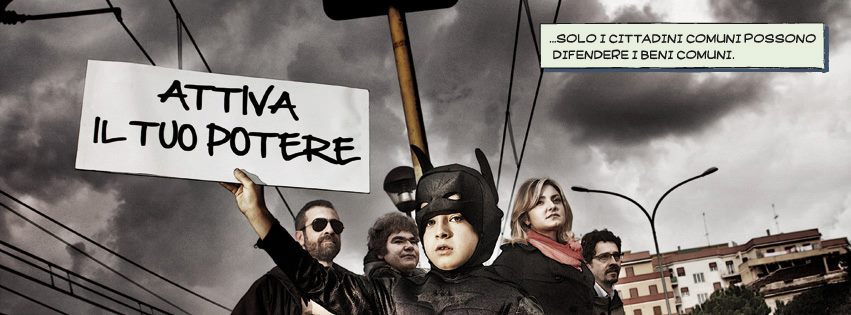 ATTIVA
IL TUO POTERE
...SOLO I CITTADINI COMUNI POSSONO
DIFENDERE I BENI COMUNI.